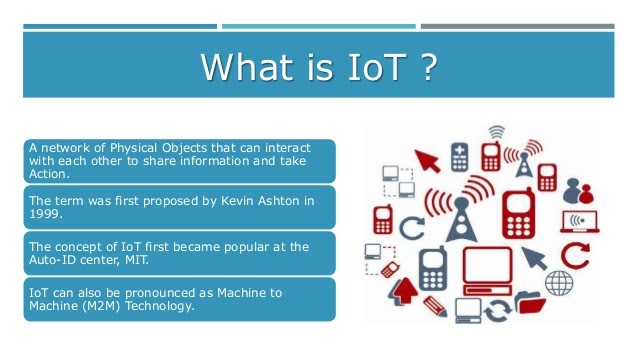 What is IoT ?
A network of Physical Objects that can interact
with each other to share information and take
Action.
The term was first proposed by Kevin Ashton in
1999.
The concept of IoT first became popular at the
Auto-ID center, MIT.
IoT can also be pronounced as Machine to
Machine (M2M) Technology.